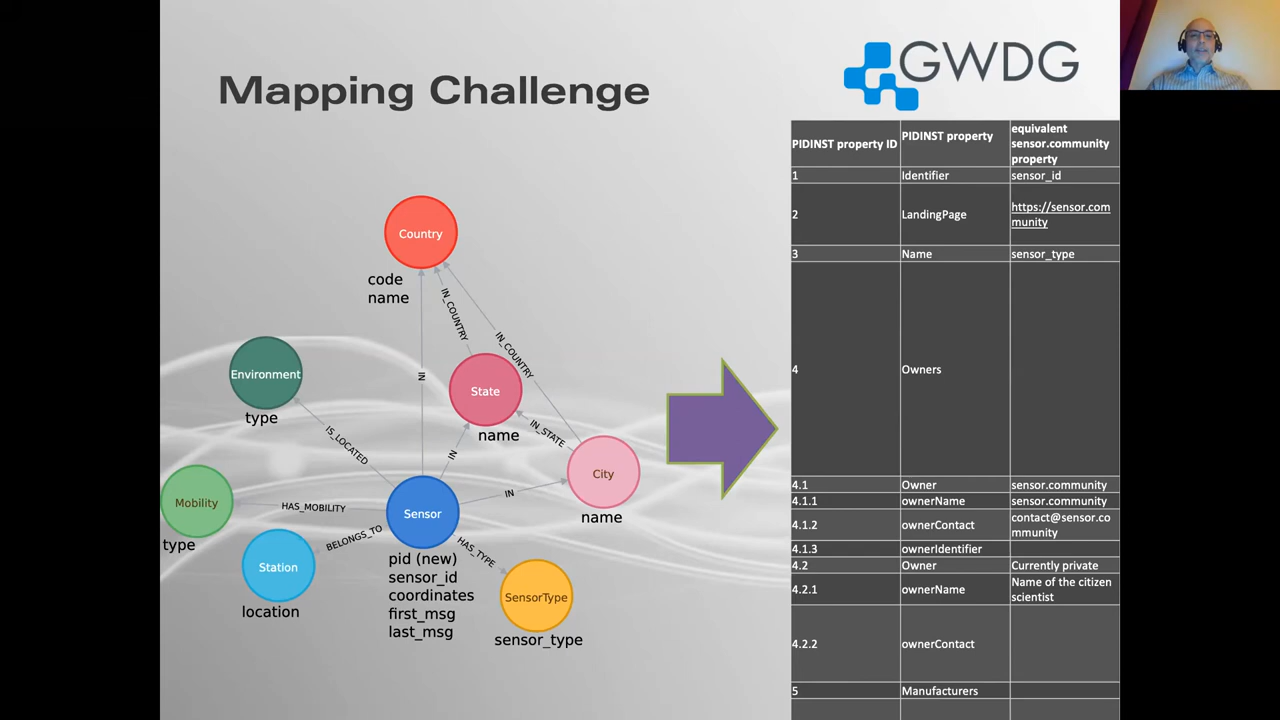 Mapping Challenge
GWDG
Country
code
name
IN_COUNTRY
IN_COUNTRY
IN
Environment
type
State
name
IS_LOCATED
IN
IN_STATE
City
name
IN
Mobility
type
HAS_MOBILITY
Sensor
pid (new)
sensor_id
coordinates
first_msg
last_msg
BELONGS_TO
Station
location
HAS_TYPE
SensorType
sensor_type
PIDINST property ID PIDINST property equivalent
sensor.community
property
1 Identifier sensor_id
2 LandingPage https://sensor.com
munity
3 Name sensor_type
4 Owners
4.1 Owner sensor.community
4.1.1 ownerName sensor.community
4.1.2 ownerContact contact@sensor.co
mmunity
4.1.3 ownerIdentifier
4.2 Owner Currently private
4.2.1 ownerName Name of the citizen
scientist
4.2.2 ownerContact
5 Manufacturers